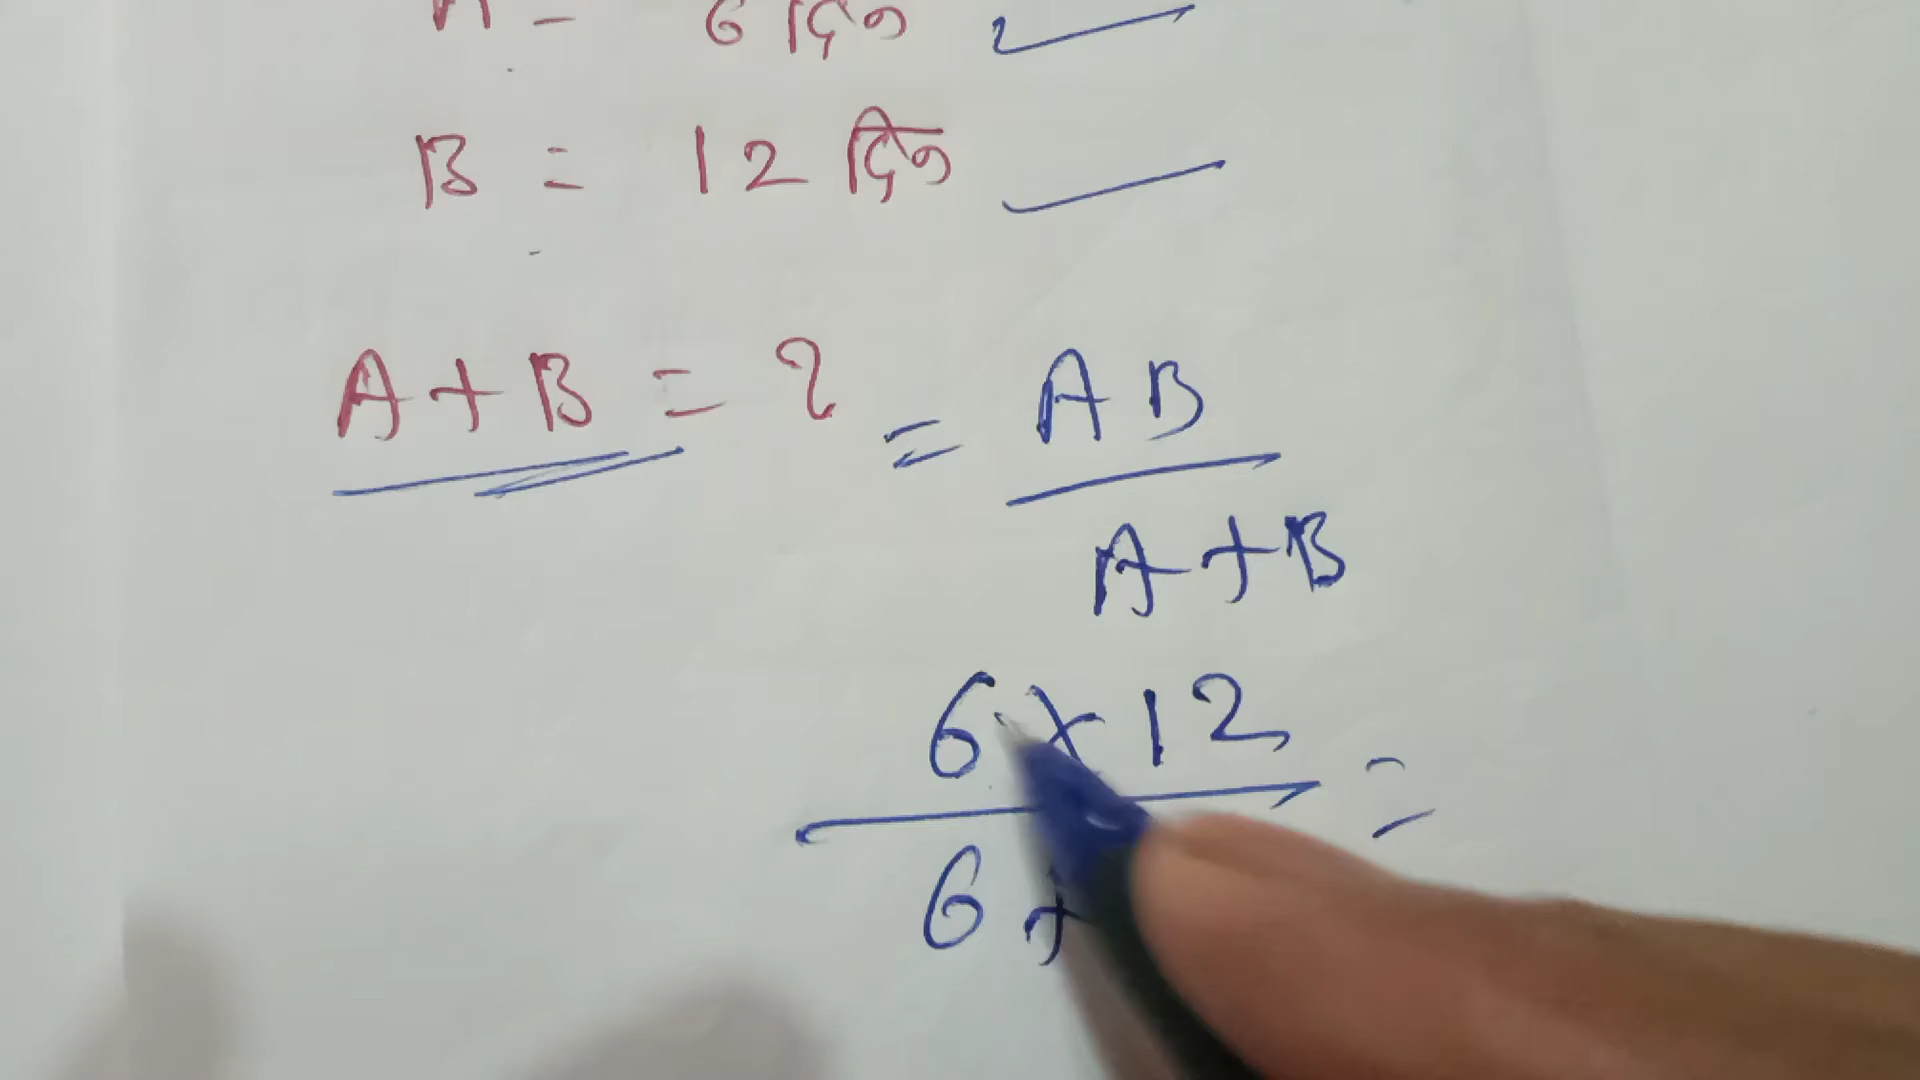 A = 6 दिन
B = 12 दिन
A + B = ? = AB / A + B
6 × 12 / 6 + =